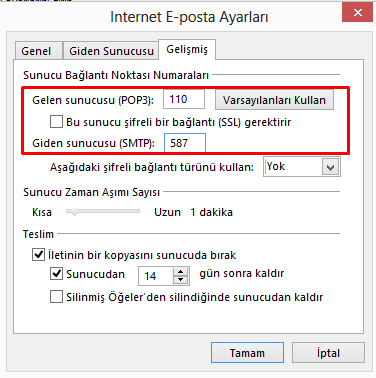 Internet E-posta Ayarları
Genel Giden Sunucusu Gelişmiş
Sunucu Bağlantı Noktası Numaraları
Gelen sunucusu (POP3): 110 Varsayılanları Kullan
Bu sunucu şifreli bir bağlantı (SSL) gerektirir
Giden sunucusu (SMTP): 587
Aşağıdaki şifreli bağlantı türünü kullan: Yok
Sunucu Zaman Aşımı Sayısı
Kısa Uzun 1 dakika
Teslim
İletinin bir kopyasını sunucuda bırak
Sunucudan 14 gün sonra kaldır
Silinmiş Öğeler'den silindiğinde sunucudan kaldır
Tamam İptal